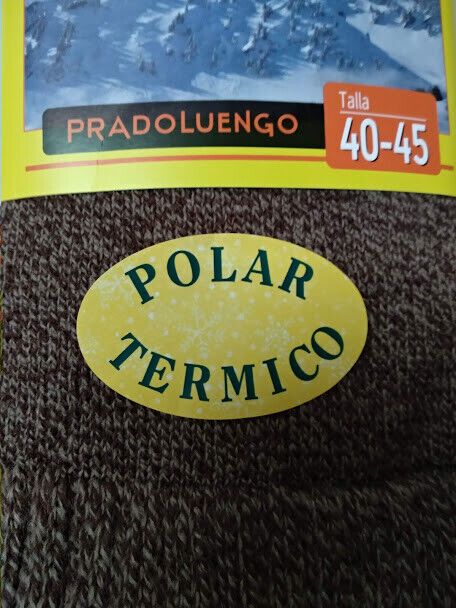 PRADOLUENGO
Talla
40-45
POLAR
TERMICO